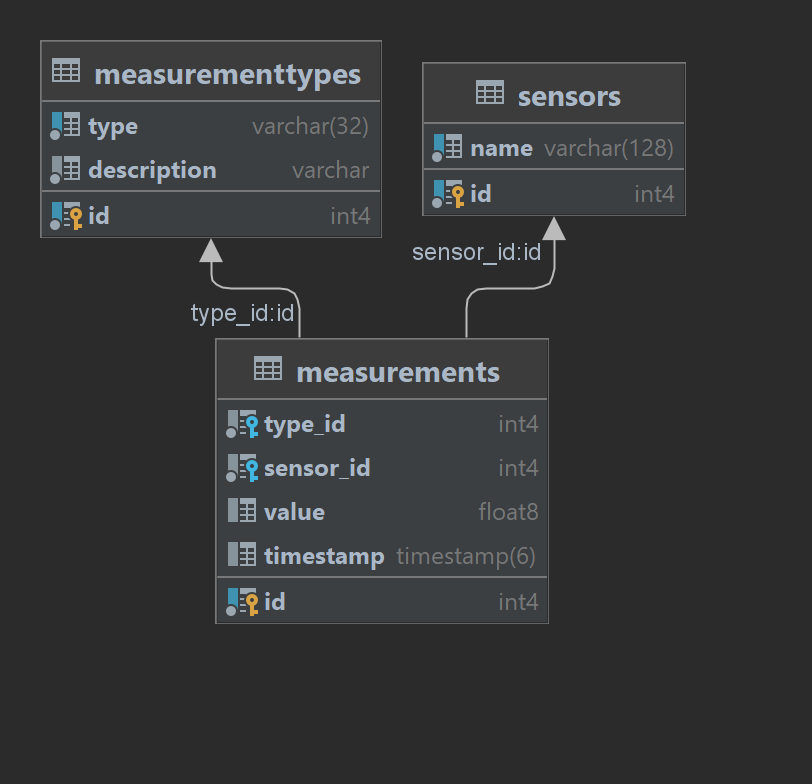 measurementtypes
type varchar(32)
description varchar
id int4
sensors
name varchar(128)
id int4
type_id:id
sensor_id:id
measurements
type_id int4
sensor_id int4
value float8
timestamp timestamp(6)
id int4